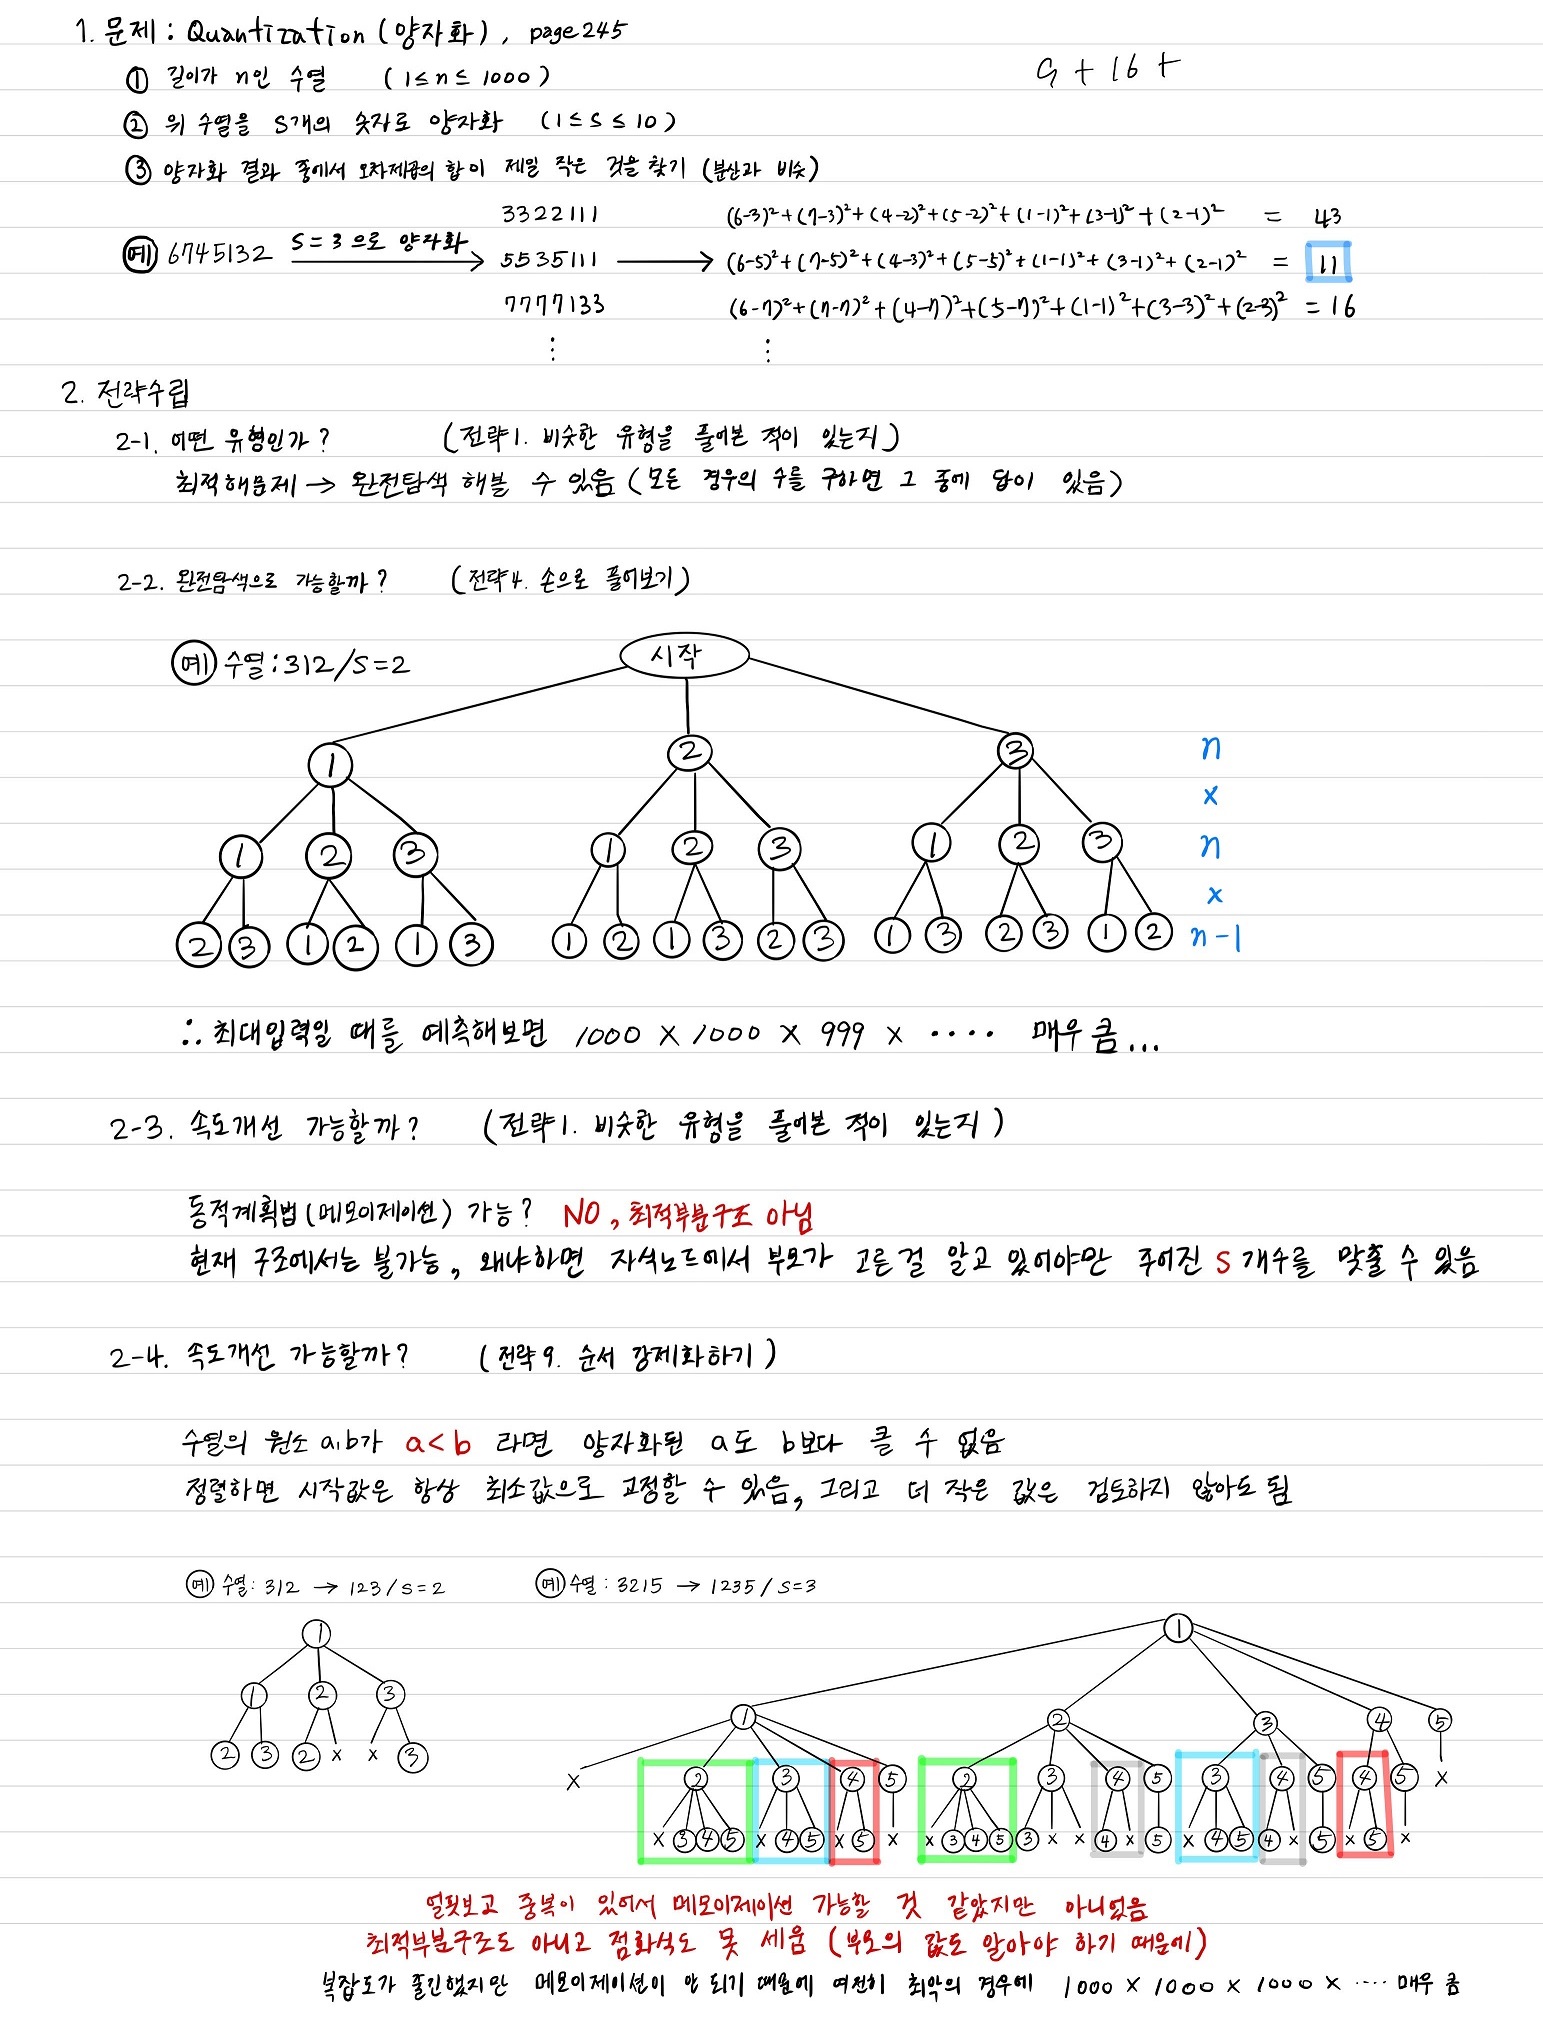 1. 문제 : Quantization (양자화), page 245
① 길이가 n인 수열 (1≤n≤1000)
9 + 16 +
② 위 수열을 S개의 숫자로 양자화 (1≤S≤10)
③ 양자화 결과 중에서 오차제곱의 합이 제일 작은 것을 찾기 (분산과 비슷)
3322111 (6-3)²+(7-3)²+(4-2)²+(5-2)²+(1-1)²+(3-1)²+(2-1)² = 43
예 6745132 S=3 으로 양자화 5535111 (6-5)²+(7-5)²+(4-3)²+(5-5)²+(1-1)²+(3-1)²+(2-1)² = 11
7777133 (6-7)²+(7-7)²+(4-7)²+(5-7)²+(1-1)²+(3-3)²+(2-3)² = 16
⋮ ⋮
2. 전략수립
2-1. 어떤 유형인가? (전략1. 비슷한 유형을 풀어본 적이 있는지)
최적해문제 → 완전탐색 해볼 수 있음 (모든 경우의 수를 구하면 그 중에 답이 있음)
2-2. 완전탐색으로 가능할까? (전략4. 손으로 풀어보기)
예 수열:312/S=2
시작
1 2 3 n
x
1 2 3 1 2 3 1 2 3 n
x
2 3 1 2 1 3 1 2 1 3 2 3 1 3 2 3 1 2 n-1
∴ 최대입력일 때를 예측해보면 1000 × 1000 × 999 × ···· 매우 큼...
2-3. 속도개선 가능할까? (전략1. 비슷한 유형을 풀어본 적이 있는지)
동적계획법(메모이제이션) 가능? NO, 최적부분구조 아님
현재 구조에서는 불가능, 왜냐하면 자식노드에서 부모가 고른걸 알고 있어야만 주어진 S 개수를 맞출 수 있음
2-4. 속도개선 가능할까? (전략9. 순서 강제화하기)
수열의 원소 a,b가 a<b 라면 양자화된 a도 b보다 클 수 없음
정렬하면 시작값은 항상 최소값으로 고정할 수 있음, 그리고 더 작은 값은 검토하지 않아도 됨
예 수열: 312 → 123/S=2 예 수열: 3215 → 1235/S=3
1 1
1 2 3 1 2 3 4 5
2 3 2 x x 3 x 2 3 4 5 2 3 4 5 3 4 5 4 5 x
x 3 4 5 x 4 5 x 5 x x 3 4 5 3 x x 4 x 5 x 4 5 4 x 5 x 5 x
얼핏보고 중복이 있어서 메모이제이션 가능할 것 같았지만 아니었음
최적부분구조도 아니고 점화식도 못 세움 (부모의 값도 알아야 하기 때문에)
복잡도가 줄긴했지만 메모이제이션이 안 되기 때문에 여전히 최악의 경우에 1000 × 1000 × 1000 × ···· 매우 큼